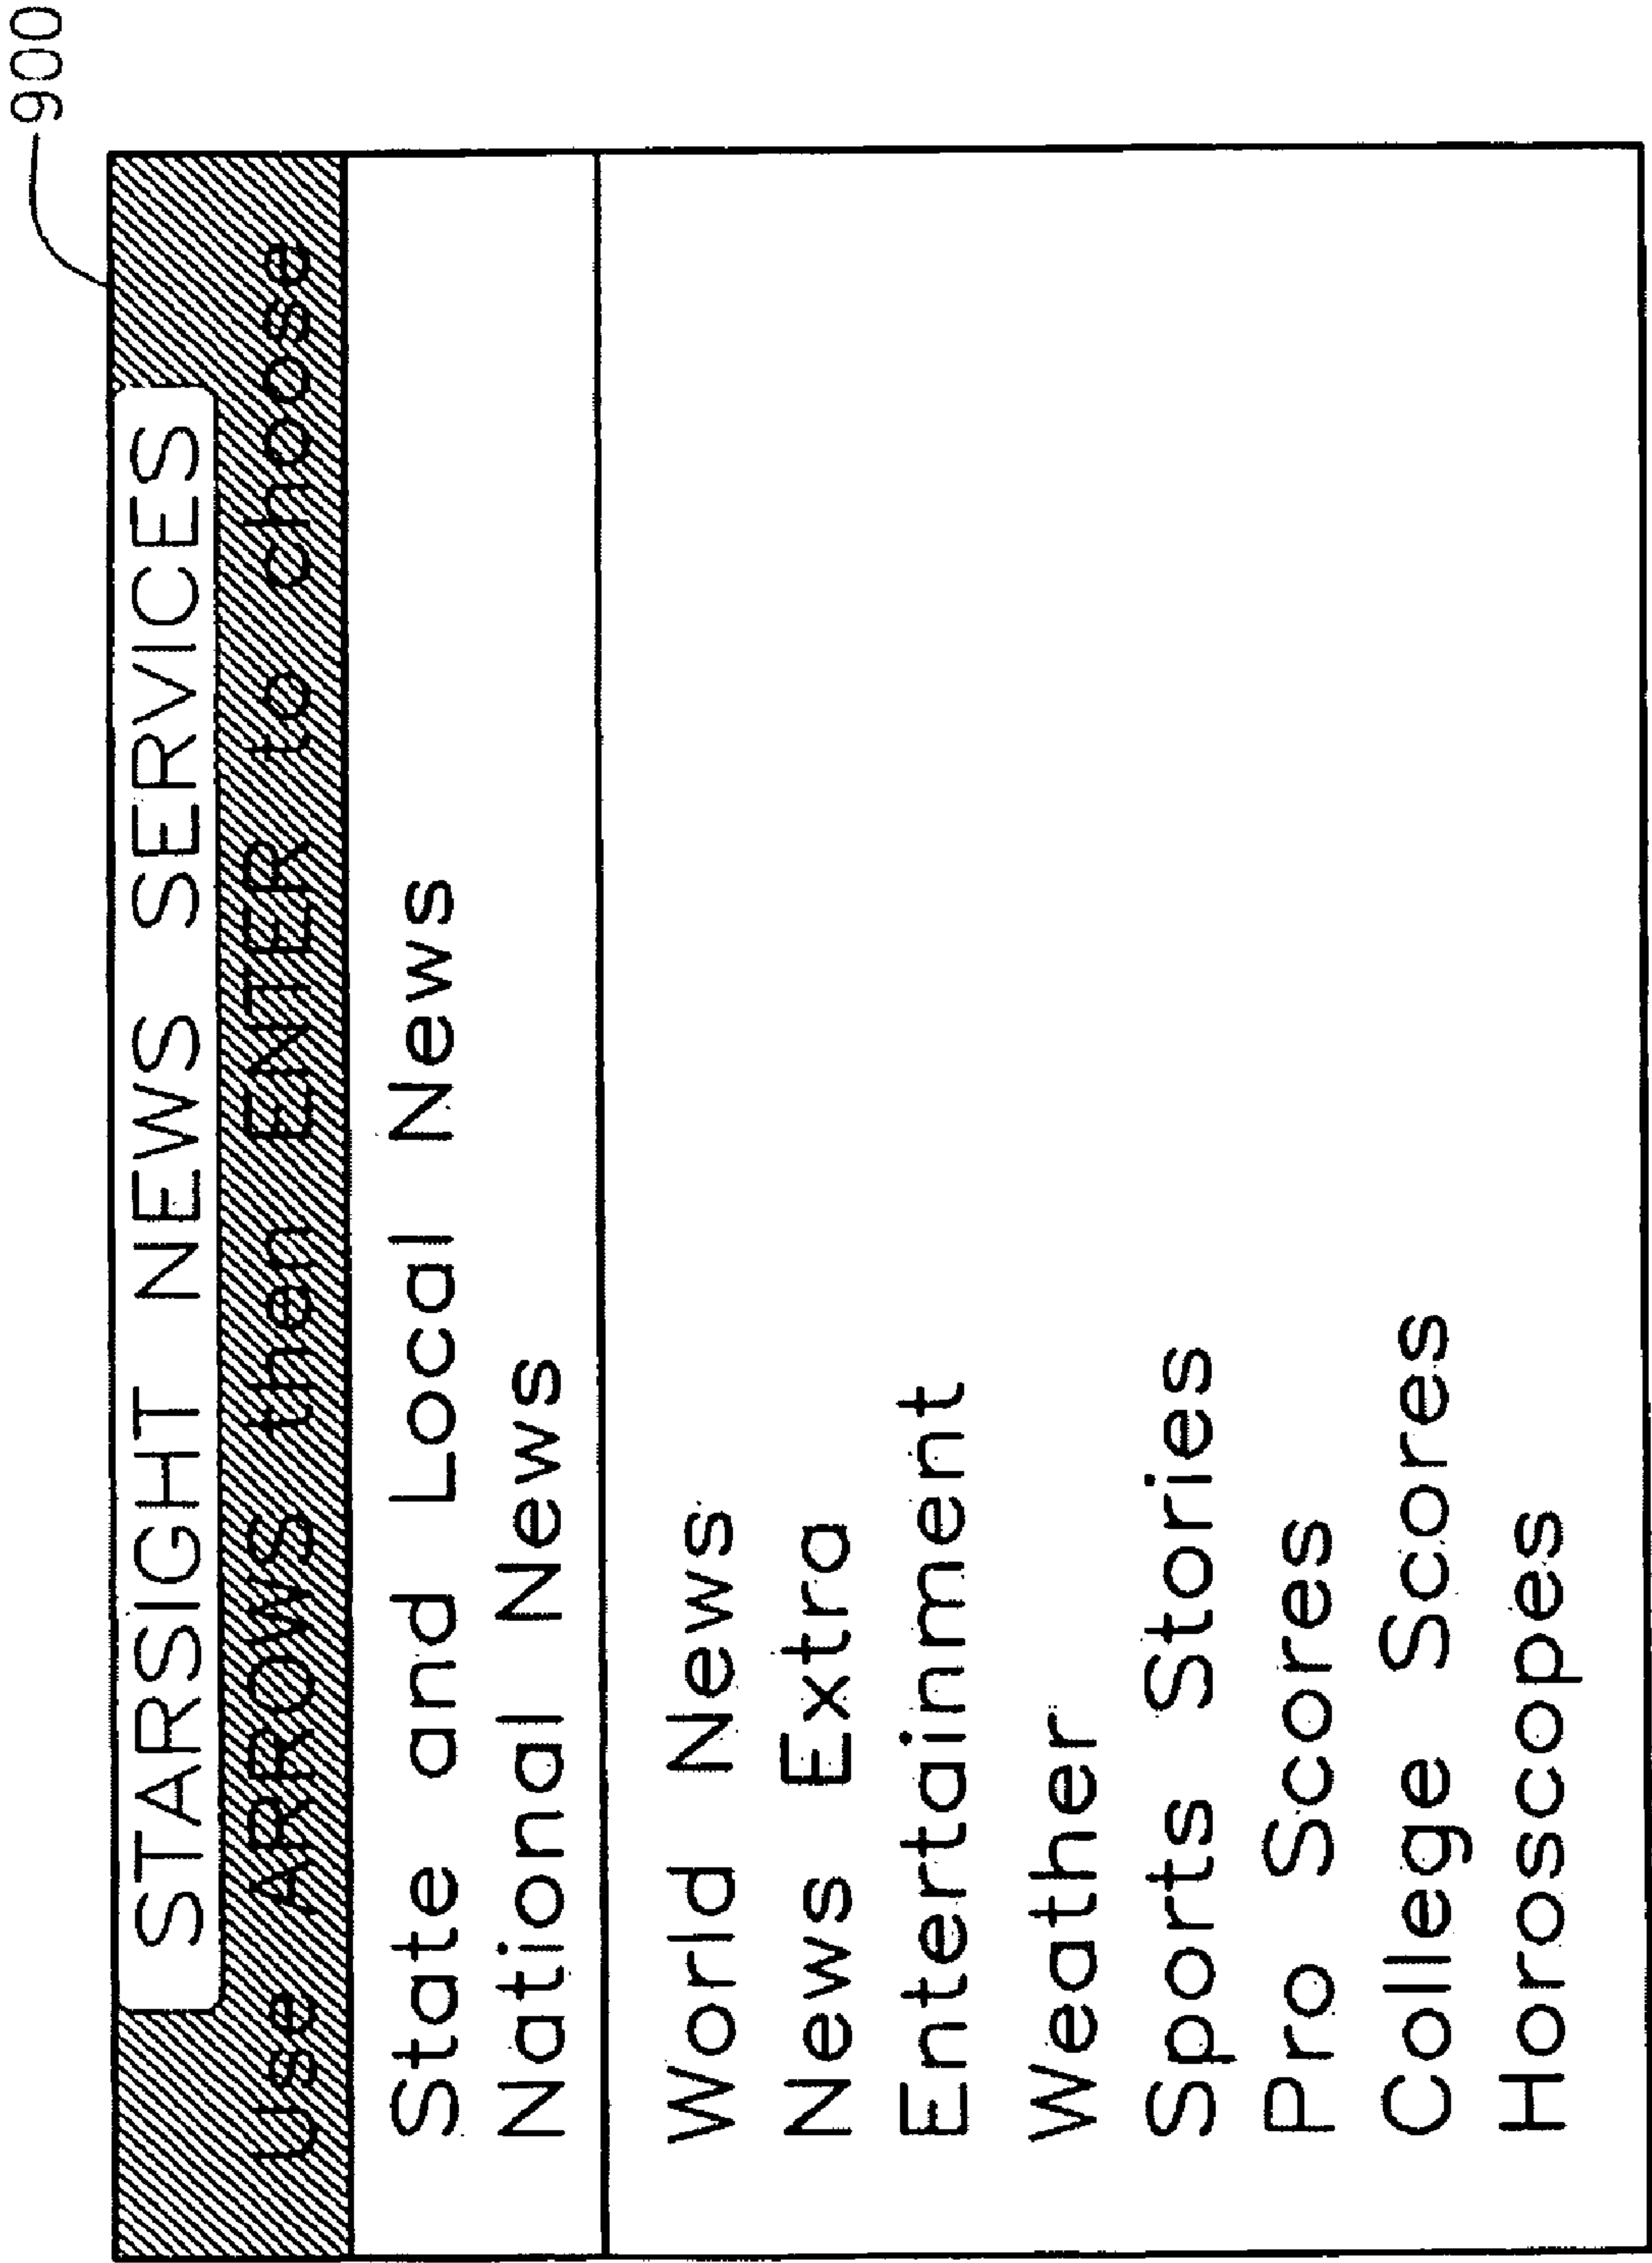 900
STARSIGHT NEWS SERVICES
Use ARROWS then ENTER to choose
State and Local News
National News
World News
News Extra
Entertainment
Weather
Sports Stories
Pro Scores
College Scores
Horoscopes